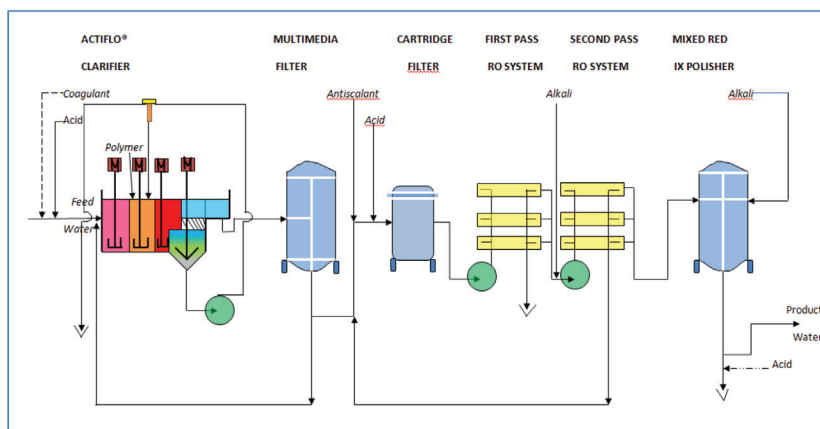 ACTIFLO®
CLARIFIER
MULTIMEDIA
FILTER
CARTRIDGE
FILTER
FIRST PASS
RO SYSTEM
SECOND PASS
RO SYSTEM
MIXED RED
IX POLISHER
Coagulant
Acid
Polymer
Feed
Water
M
M
M
M
Antiscalant
Acid
Alkali
Alkali
Product
Water
Acid